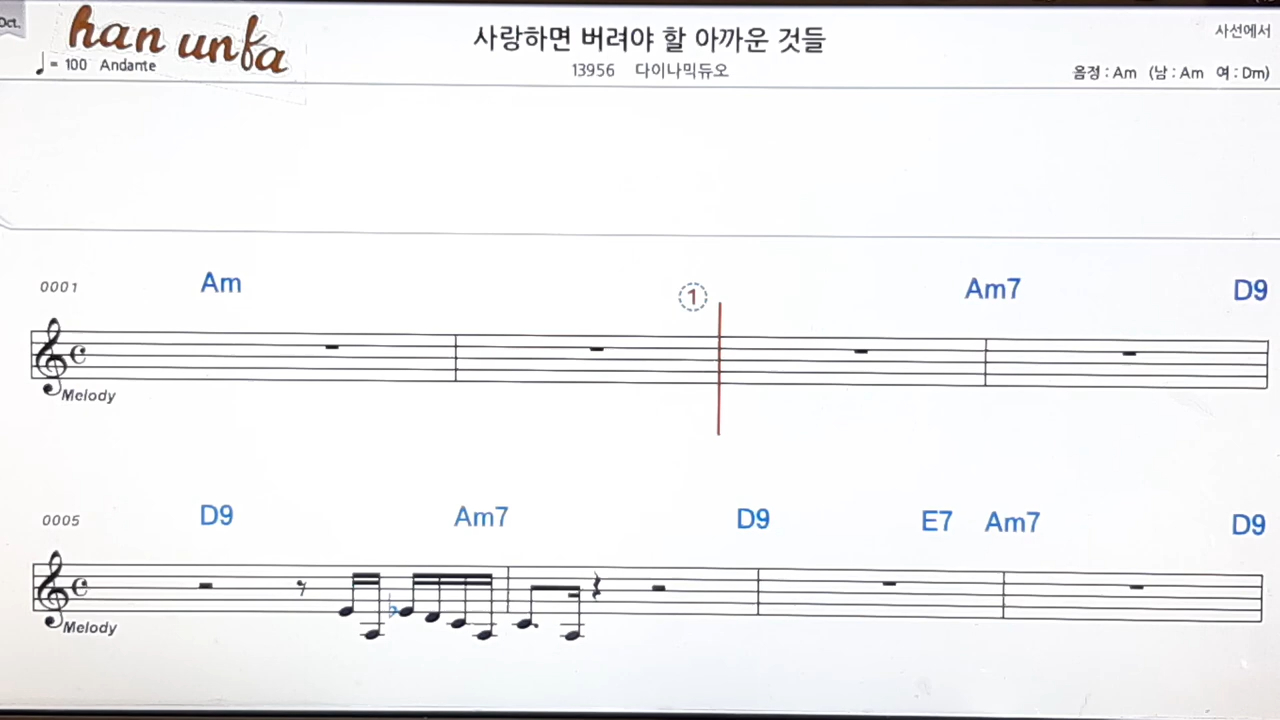 Oct.
han unfa
♩ = 100 Andante
사랑하면 버려야 할 아까운 것들
13956 다이나믹듀오
사선에서
음정 : Am (남 : Am 여 : Dm)
0001 Am ① Am7 D9
Melody
0005 D9 Am7 D9 E7 Am7 D9
Melody